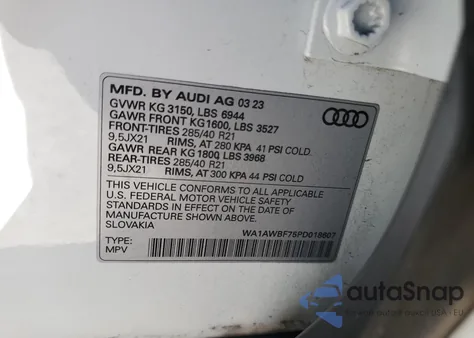 MFD. BY AUDI AG 03 23
GVWR KG 3150, LBS 6944
GAWR FRONT KG1600, LBS 3527
FRONT-TIRES 285/40 R21
9,5JX21 RIMS, AT 280 KPA 41 PSI COLD
GAWR REAR KG 1800, LBS 3968
REAR-TIRES 285/40 R21
9,5JX21 RIMS, AT 300 KPA 44 PSI COLD
THIS VEHICLE CONFORMS TO ALL APPLICABLE
U.S. FEDERAL MOTOR VEHICLE SAFETY
STANDARDS IN EFFECT ON THE DATE OF
MANUFACTURE SHOWN ABOVE.
SLOVAKIA
TYPE: WA1AWBF75PD018607
MPV
autoSnap